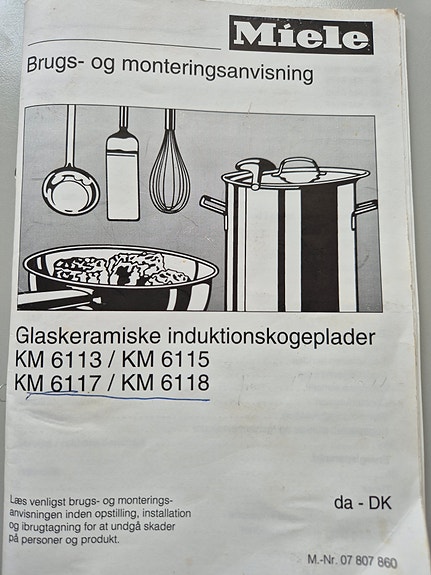 Miele
Brugs- og monteringsanvisning
Glaskeramiske induktionskogeplader
KM 6113 / KM 6115
KM 6117 / KM 6118
Læs venligst brugs- og monterings-
anvisningen inden opstilling, installation
og ibrugtagning for at undgå skader
på personer og produkt.
da - DK
M.-Nr. 07 807 860